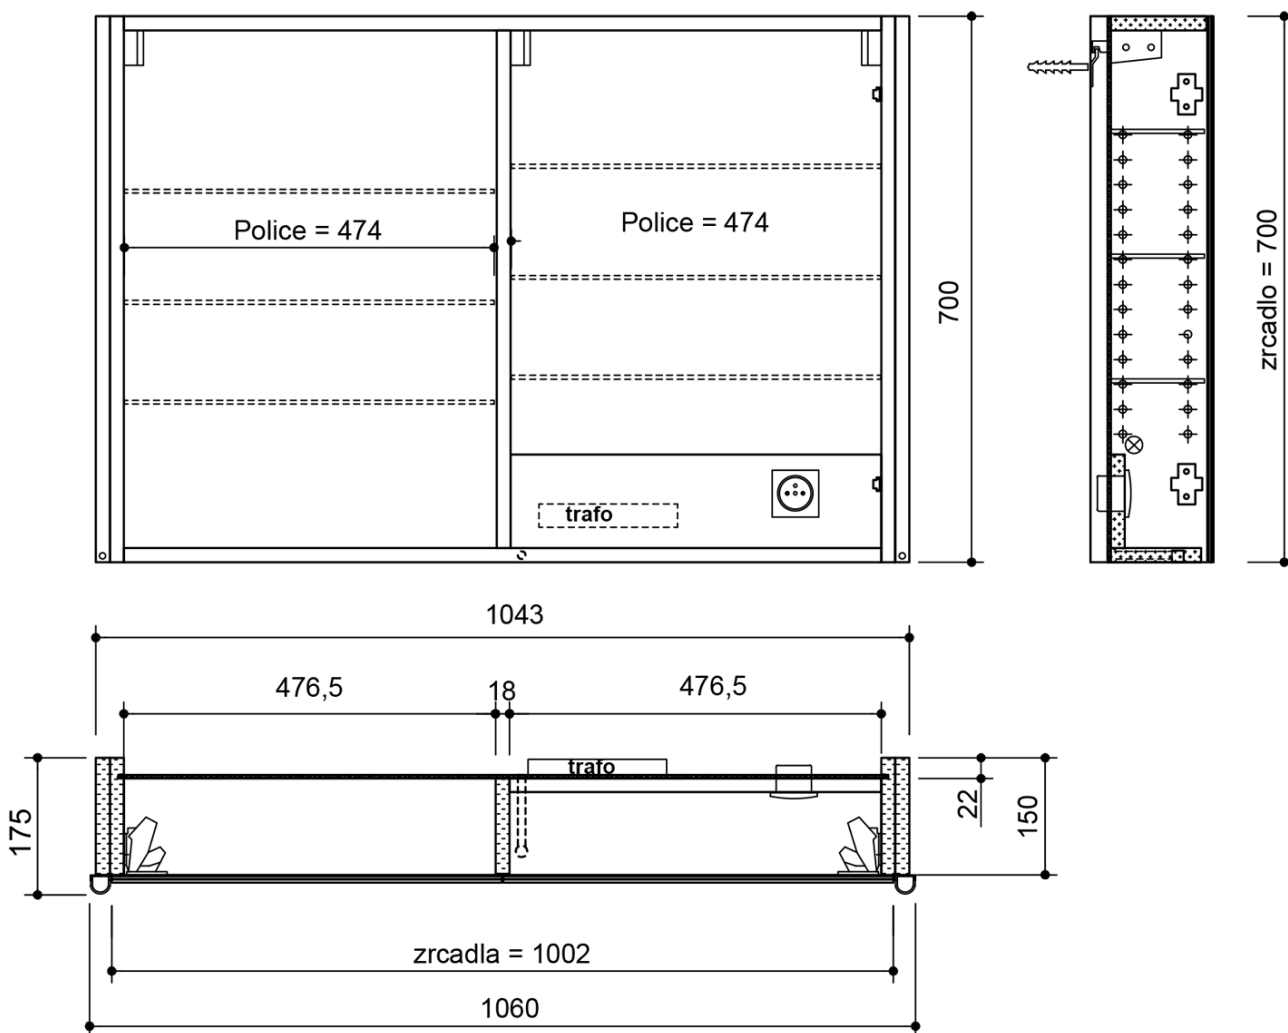 Police = 474
Police = 474
700
zrcadlo = 700
trafo
1043
476,5
18
476,5
trafo
22
150
175
zrcadla = 1002
1060